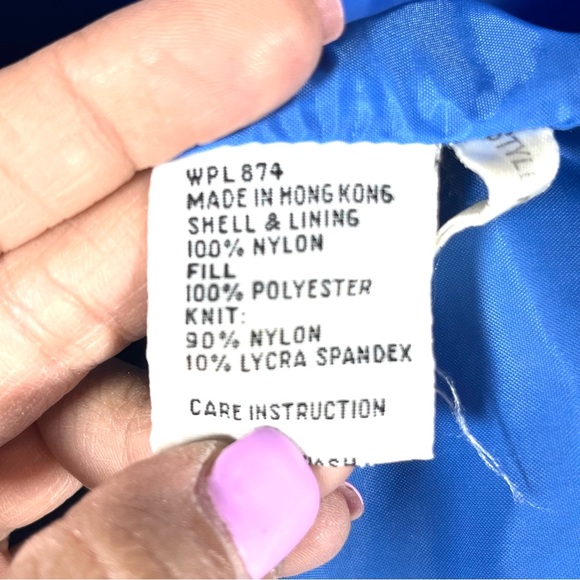 WPL 874
MADE IN HONG KONG
SHELL & LINING
100% NYLON
FILL
100% POLYESTER
KNIT:
90% NYLON
10% LYCRA SPANDEX
CARE INSTRUCTION